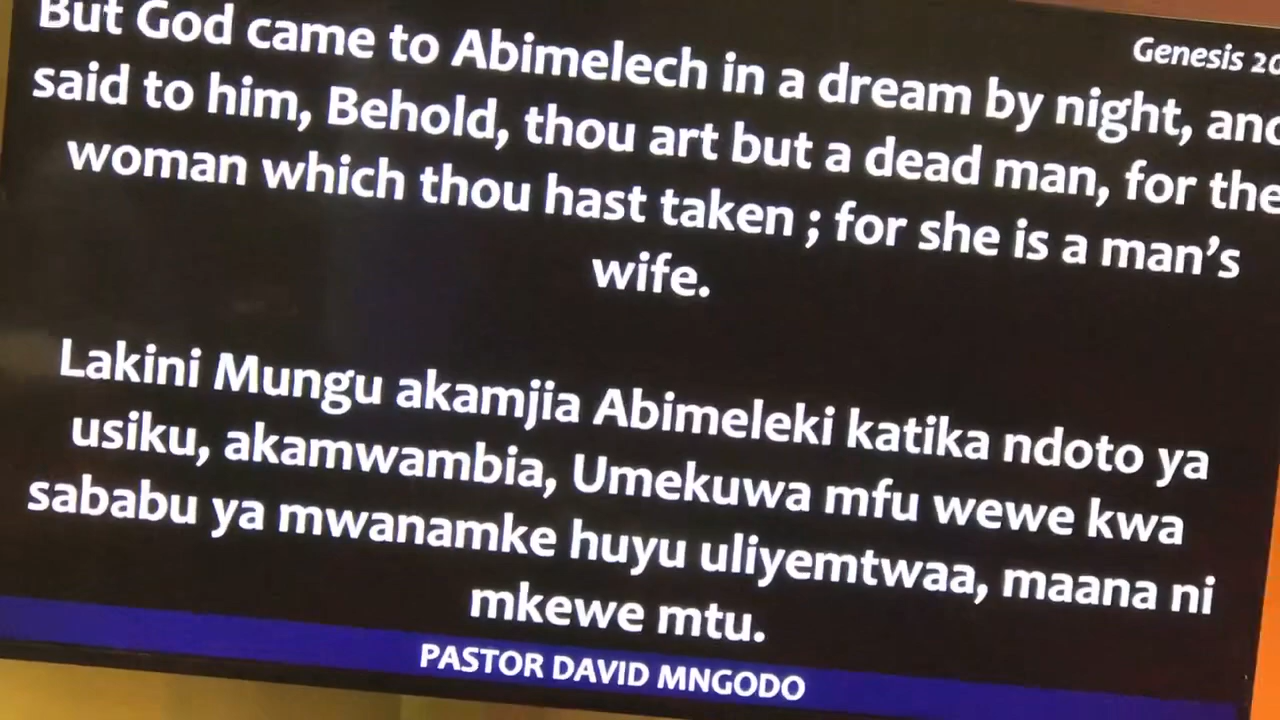 Genesis 20
But God came to Abimelech in a dream by night, and
said to him, Behold, thou art but a dead man, for the
woman which thou hast taken ; for she is a man’s
wife.
Lakini Mungu akamjia Abimeleki katika ndoto ya
usiku, akamwambia, Umekuwa mfu wewe kwa
sababu ya mwanamke huyu uliyemtwaa, maana ni
mkewe mtu.
PASTOR DAVID MNGODO